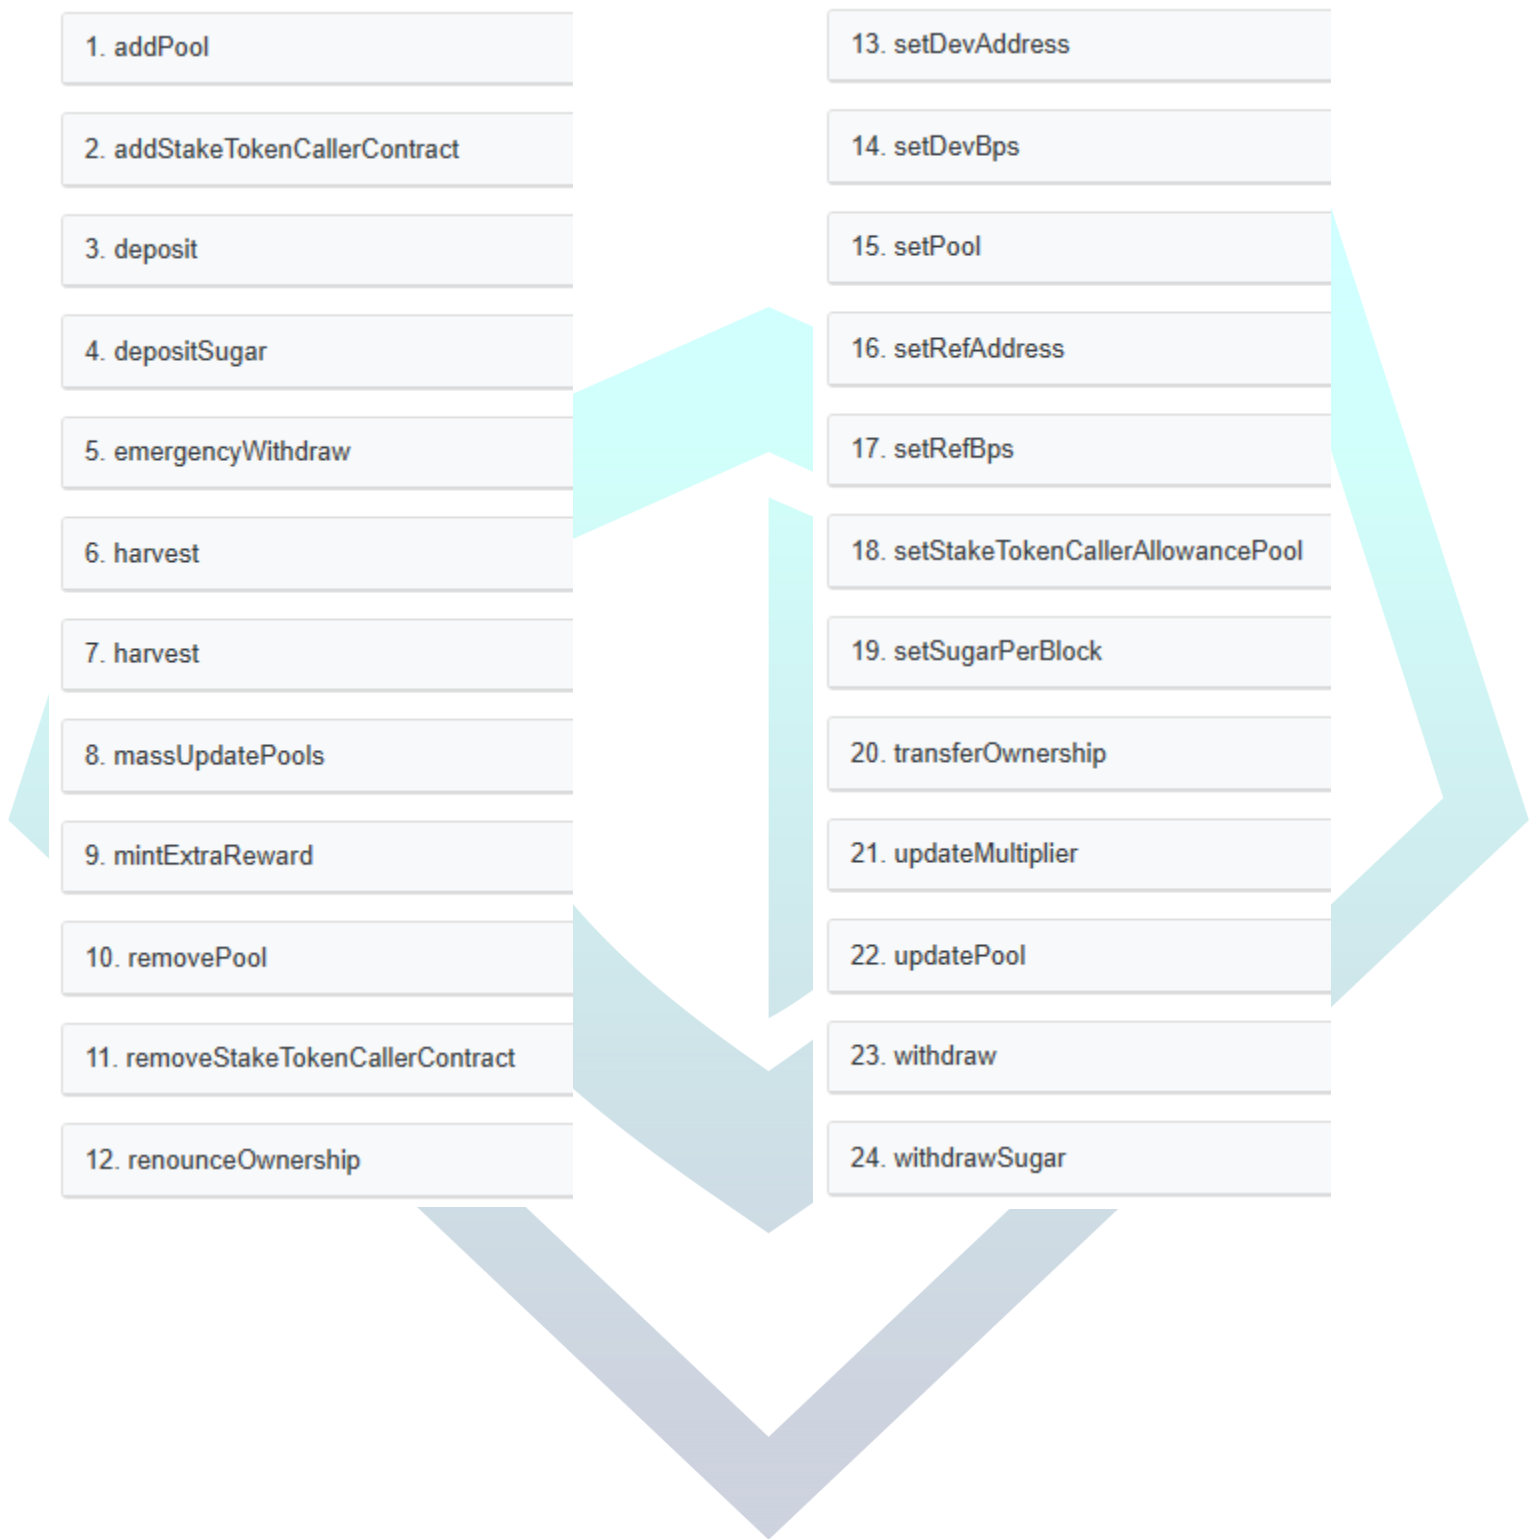 1. addPool
2. addStakeTokenCallerContract
3. deposit
4. depositSugar
5. emergencyWithdraw
6. harvest
7. harvest
8. massUpdatePools
9. mintExtraReward
10. removePool
11. removeStakeTokenCallerContract
12. renounceOwnership
13. setDevAddress
14. setDevBps
15. setPool
16. setRefAddress
17. setRefBps
18. setStakeTokenCallerAllowancePool
19. setSugarPerBlock
20. transferOwnership
21. updateMultiplier
22. updatePool
23. withdraw
24. withdrawSugar